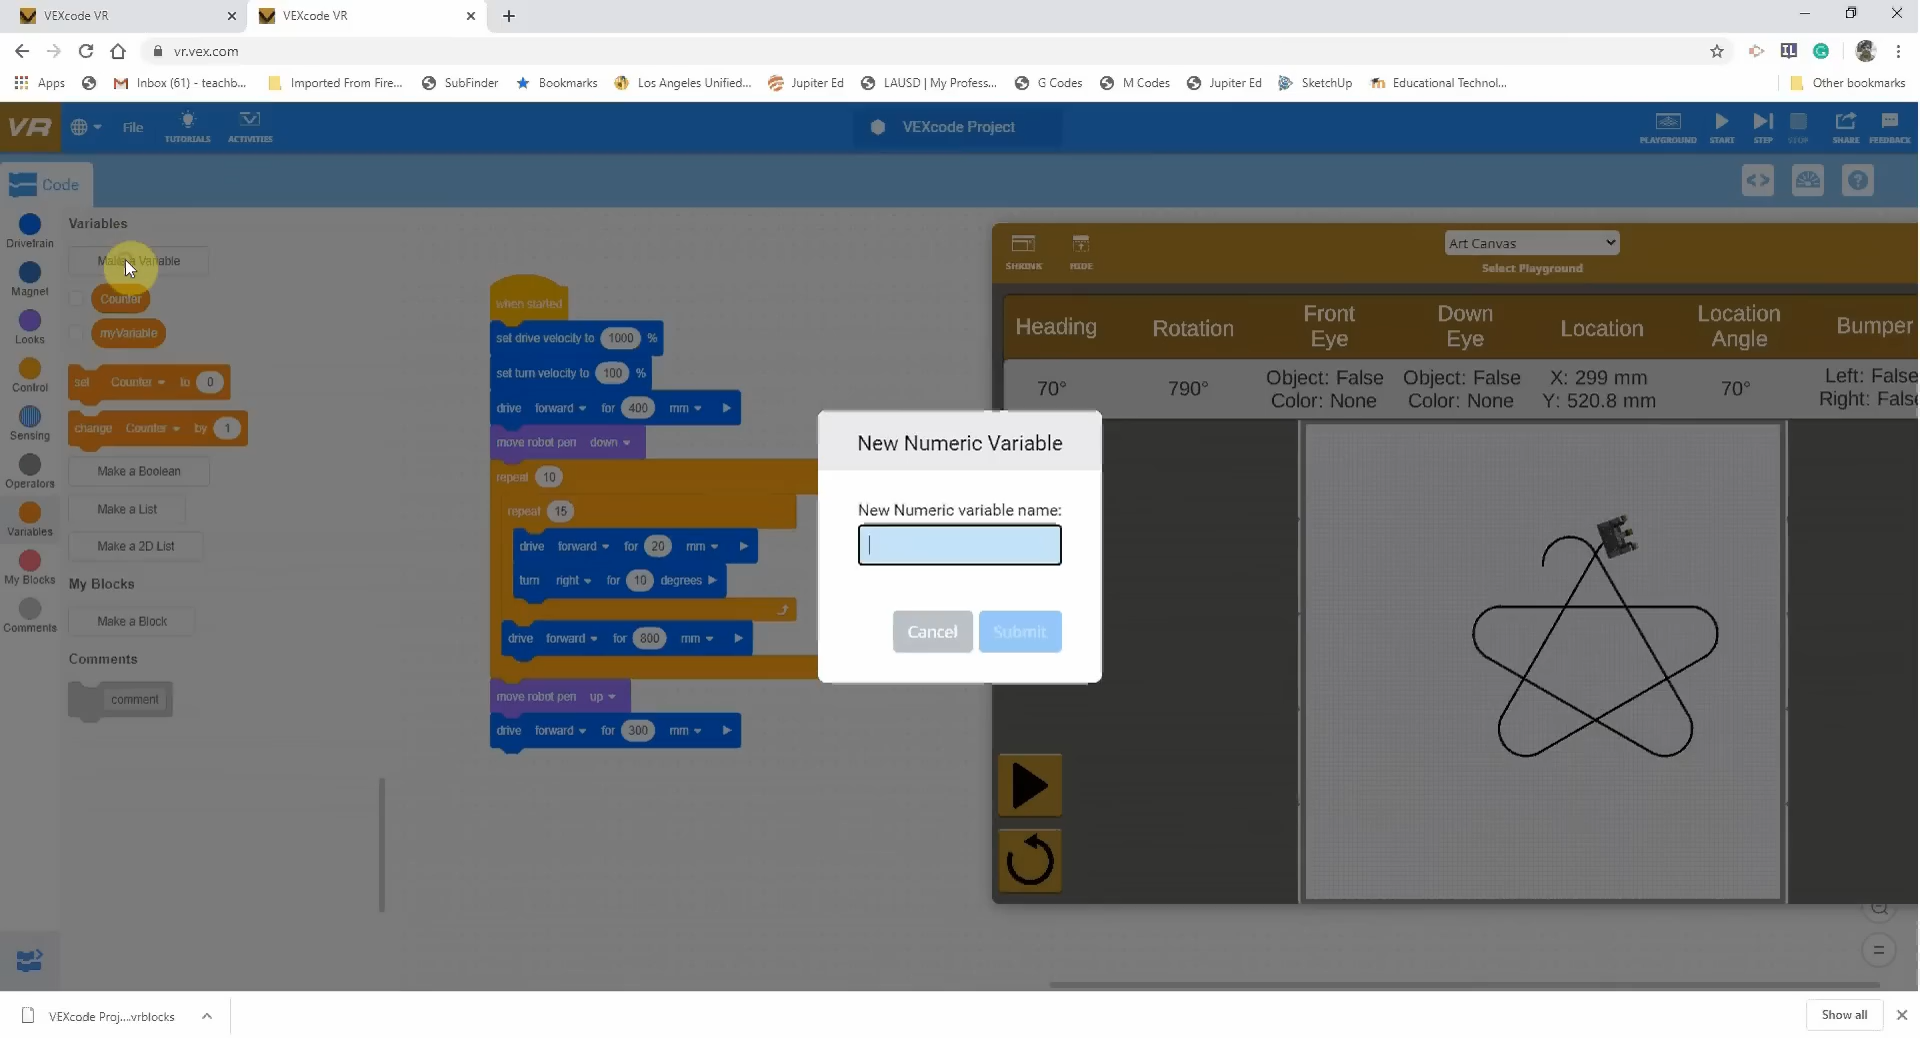 VEXcode VR
VEXcode VR
vr.vex.com
Apps
Inbox (61) - teachb...
Imported From Fire...
SubFinder
Bookmarks
Los Angeles Unified...
Jupiter Ed
LAUSD | My Profess...
G Codes
M Codes
Jupiter Ed
SketchUp
Educational Technol...
Other bookmarks
VR
File
TUTORIALS
ACTIVITIES
VEXcode Project
PLAYGROUND
START
STEP
STOP
SHARE
FEEDBACK
Code
Drivetrain
Magnet
Looks
Control
Sensing
Operators
Variables
My Blocks
Comments
Variables
Make a Variable
Counter
myVariable
set Counter to 0
change Counter by 1
Make a Boolean
Make a List
Make a 2D List
My Blocks
Make a Block
Comments
comment
when started
set drive velocity to 1000 %
set turn velocity to 100 %
drive forward for 400 mm
move robot pen down
repeat 10
repeat 15
drive forward for 20 mm
turn right for 10 degrees
drive forward for 800 mm
move robot pen up
drive forward for 300 mm
New Numeric Variable
New Numeric variable name:
Cancel
Submit
SHRINK
HIDE
Art Canvas
Select Playground
Heading
Rotation
Front Eye
Down Eye
Location
Location Angle
Bumper
70°
790°
Object: False
Color: None
Object: False
Color: None
X: 299 mm
Y: 520.8 mm
70°
Left: False
Right: False
VEXcode Proj....vrblocks
Show all